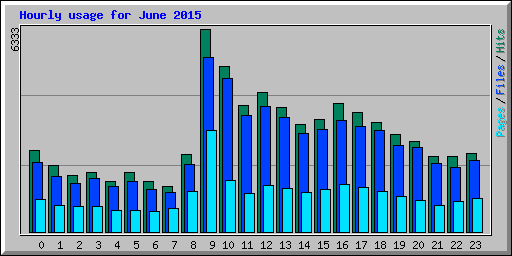 Hourly usage for June 2015
6333
Pages/Files/Hits
0 1 2 3 4 5 6 7 8 9 10 11 12 13 14 15 16 17 18 19 20 21 22 23